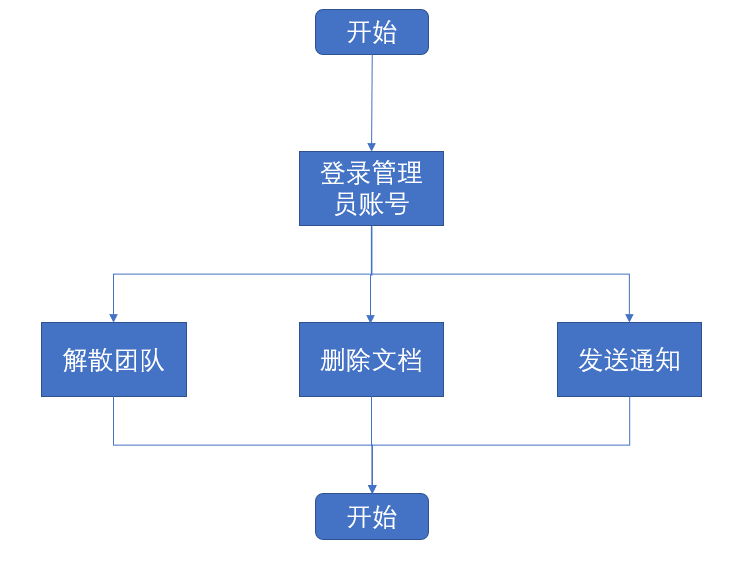 开始
登录管理
员账号
解散团队
删除文档
发送通知
开始